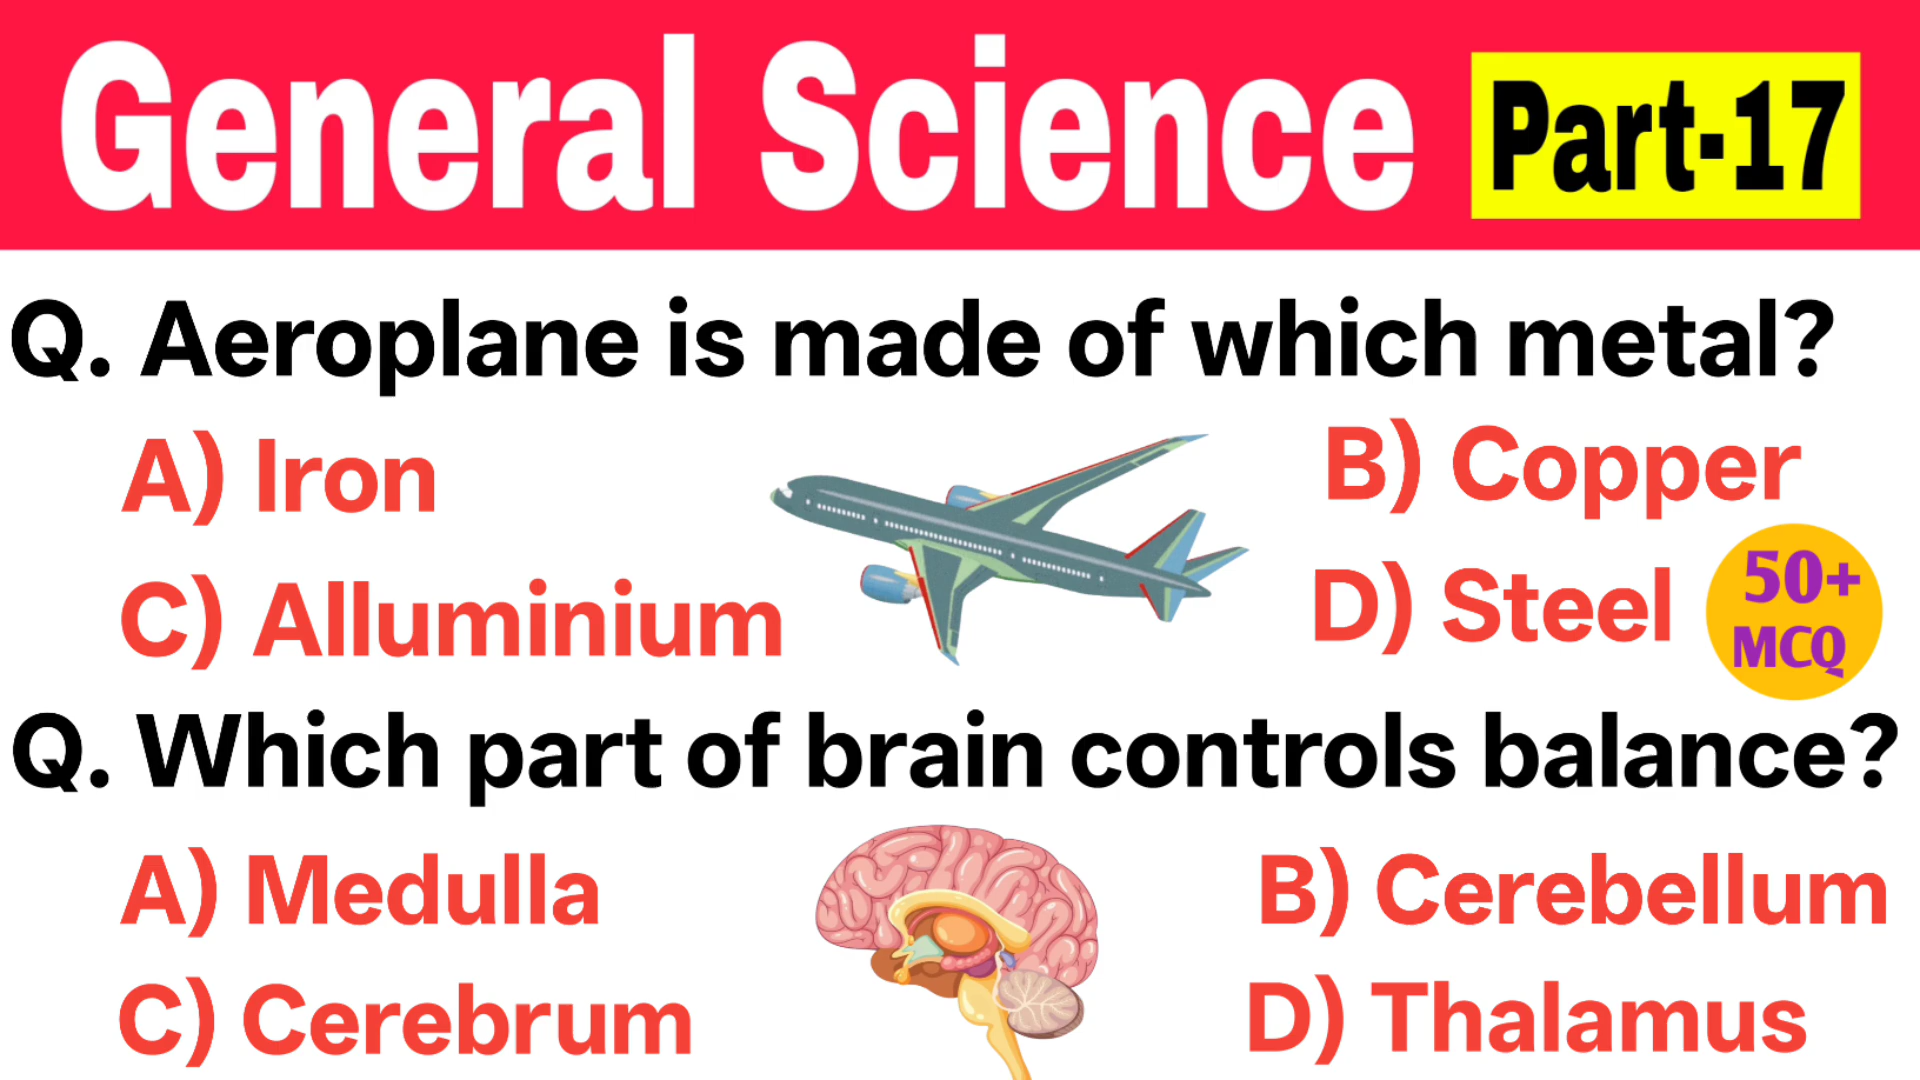 General Science Part-17
Q. Aeroplane is made of which metal?
A) Iron
B) Copper
C) Alluminium
D) Steel
50+
MCQ
Q. Which part of brain controls balance?
A) Medulla
B) Cerebellum
C) Cerebrum
D) Thalamus